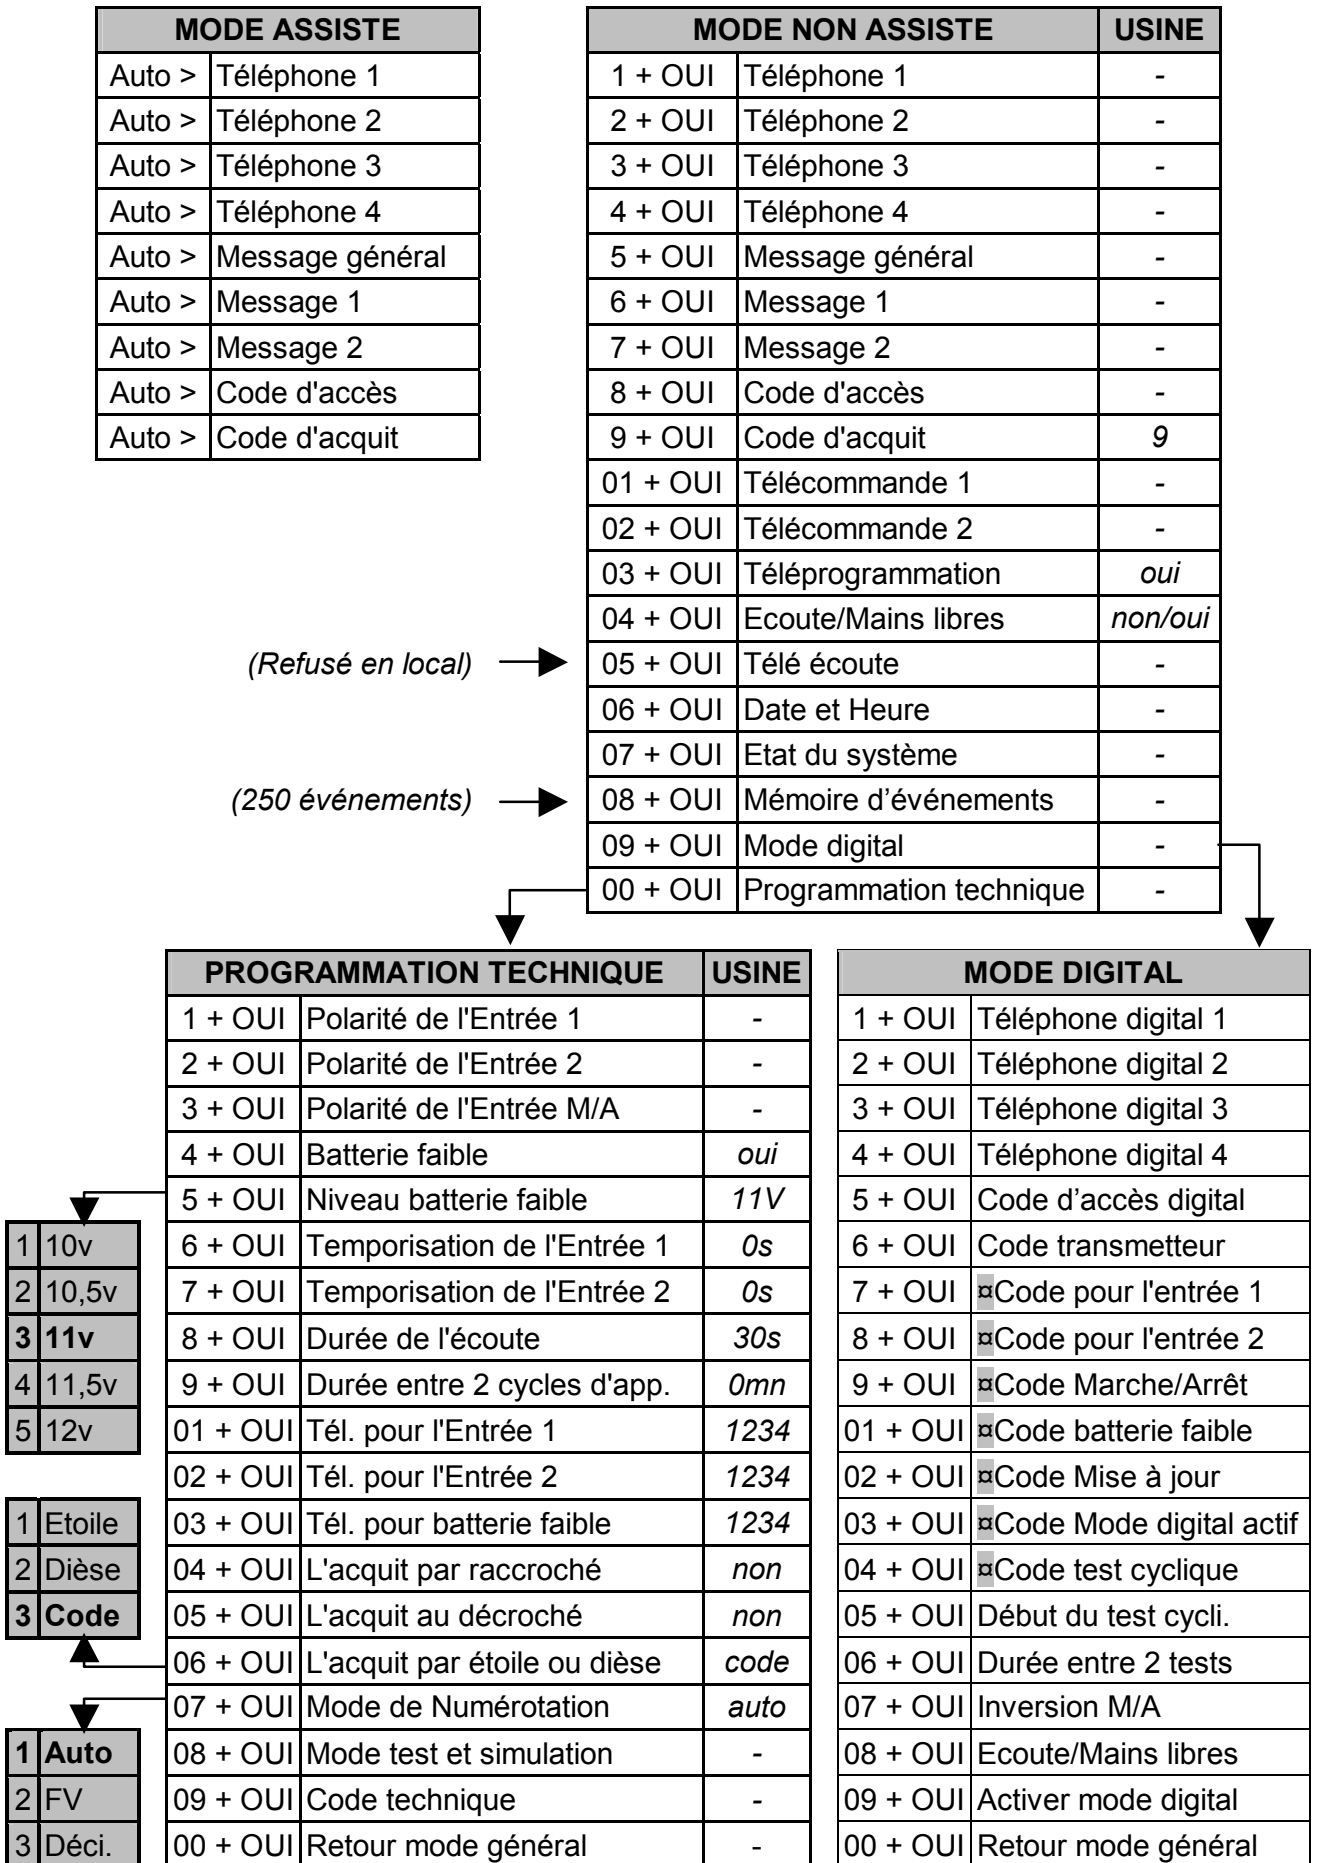 MODE ASSISTE
Auto > Téléphone 1
Auto > Téléphone 2
Auto > Téléphone 3
Auto > Téléphone 4
Auto > Message général
Auto > Message 1
Auto > Message 2
Auto > Code d'accès
Auto > Code d'acquit
MODE NON ASSISTE USINE
1 + OUI Téléphone 1 -
2 + OUI Téléphone 2 -
3 + OUI Téléphone 3 -
4 + OUI Téléphone 4 -
5 + OUI Message général -
6 + OUI Message 1 -
7 + OUI Message 2 -
8 + OUI Code d'accès -
9 + OUI Code d'acquit 9
01 + OUI Télécommande 1 -
02 + OUI Télécommande 2 -
03 + OUI Téléprogrammation oui
04 + OUI Ecoute/Mains libres non/oui
(Refusé en local) 05 + OUI Télé écoute -
06 + OUI Date et Heure -
07 + OUI Etat du système -
(250 événements) 08 + OUI Mémoire d’événements -
09 + OUI Mode digital -
00 + OUI Programmation technique -
PROGRAMMATION TECHNIQUE USINE
1 + OUI Polarité de l'Entrée 1 -
2 + OUI Polarité de l'Entrée 2 -
3 + OUI Polarité de l'Entrée M/A -
4 + OUI Batterie faible oui
5 + OUI Niveau batterie faible 11V
6 + OUI Temporisation de l'Entrée 1 0s
7 + OUI Temporisation de l'Entrée 2 0s
8 + OUI Durée de l'écoute 30s
9 + OUI Durée entre 2 cycles d'app. 0mn
01 + OUI Tél. pour l'Entrée 1 1234
02 + OUI Tél. pour l'Entrée 2 1234
03 + OUI Tél. pour batterie faible 1234
04 + OUI L'acquit par raccroché non
05 + OUI L'acquit au décroché non
06 + OUI L'acquit par étoile ou dièse code
07 + OUI Mode de Numérotation auto
08 + OUI Mode test et simulation -
09 + OUI Code technique -
00 + OUI Retour mode général -
1 10v
2 10,5v
3 11v
4 11,5v
5 12v
1 Etoile
2 Dièse
3 Code
1 Auto
2 FV
3 Déci.
MODE DIGITAL
1 + OUI Téléphone digital 1
2 + OUI Téléphone digital 2
3 + OUI Téléphone digital 3
4 + OUI Téléphone digital 4
5 + OUI Code d’accès digital
6 + OUI Code transmetteur
7 + OUI ¤Code pour l'entrée 1
8 + OUI ¤Code pour l'entrée 2
9 + OUI ¤Code Marche/Arrêt
01 + OUI ¤Code batterie faible
02 + OUI ¤Code Mise à jour
03 + OUI ¤Code Mode digital actif
04 + OUI ¤Code test cyclique
05 + OUI Début du test cycli.
06 + OUI Durée entre 2 tests
07 + OUI Inversion M/A
08 + OUI Ecoute/Mains libres
09 + OUI Activer mode digital
00 + OUI Retour mode général